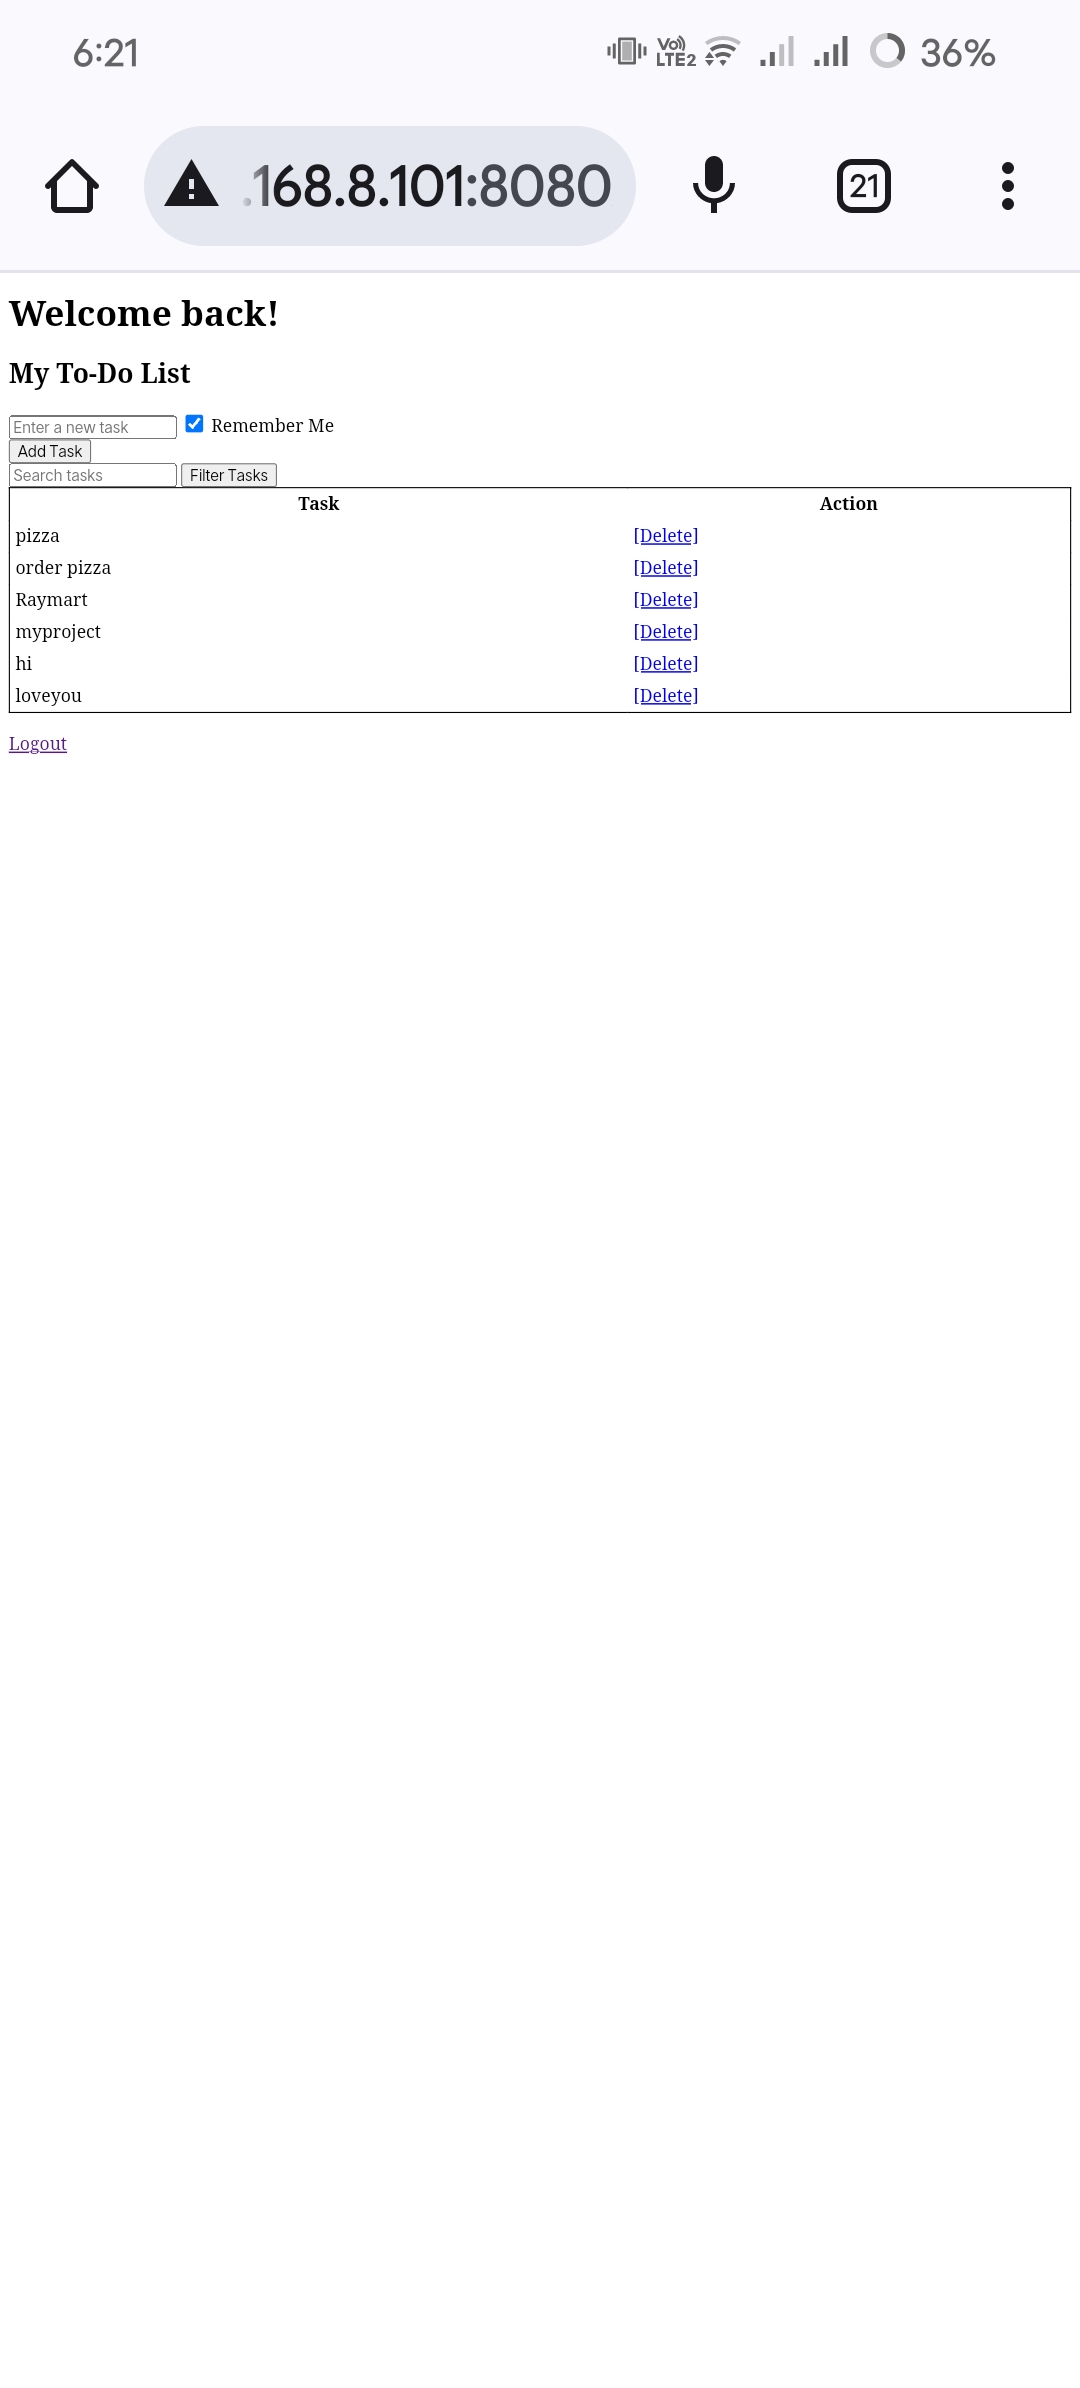 6:21 Vo) LTE2 36%
.168.8.101:8080 21
Welcome back!
My To-Do List
Enter a new task Remember Me
Add Task
Search tasks Filter Tasks
Task Action
pizza [Delete]
order pizza [Delete]
Raymart [Delete]
myproject [Delete]
hi [Delete]
loveyou [Delete]
Logout